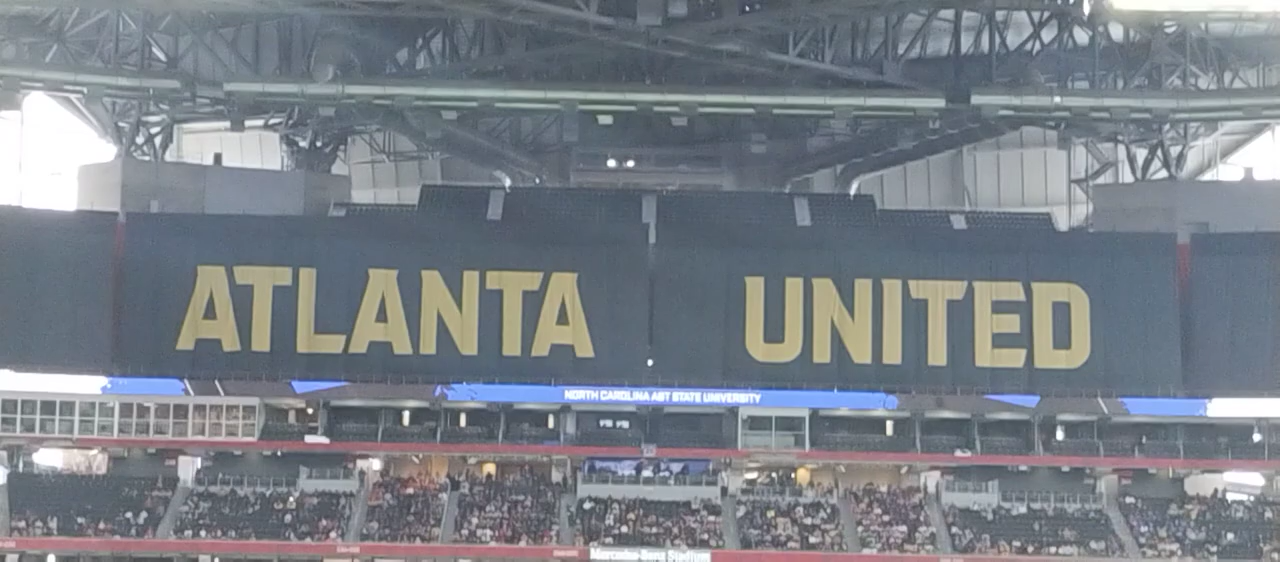 ATLANTA UNITED
NORTH CAROLINA A&T STATE UNIVERSITY
Mercedes-Benz Stadium